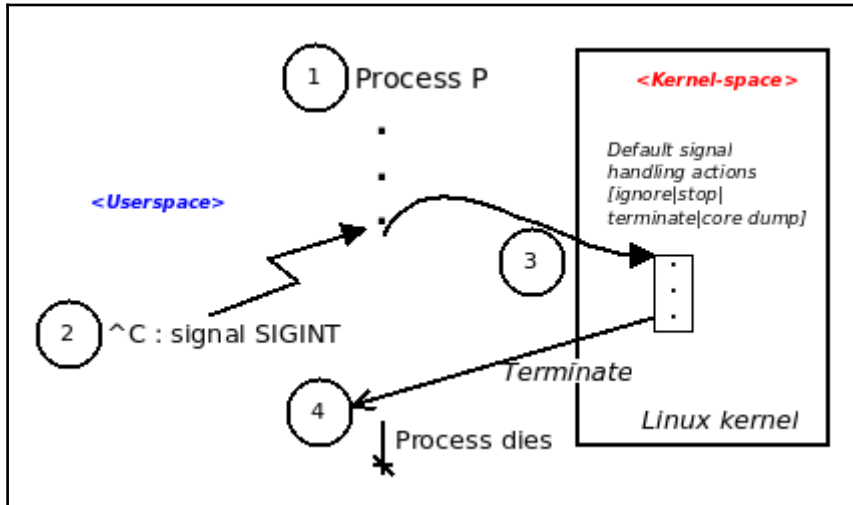 1 Process P
<Kernel-space>
Default signal
handling actions
[ignore|stop|
terminate|core dump]
<Userspace>
3
2 ^C : signal SIGINT
Terminate
4
Linux kernel
Process dies